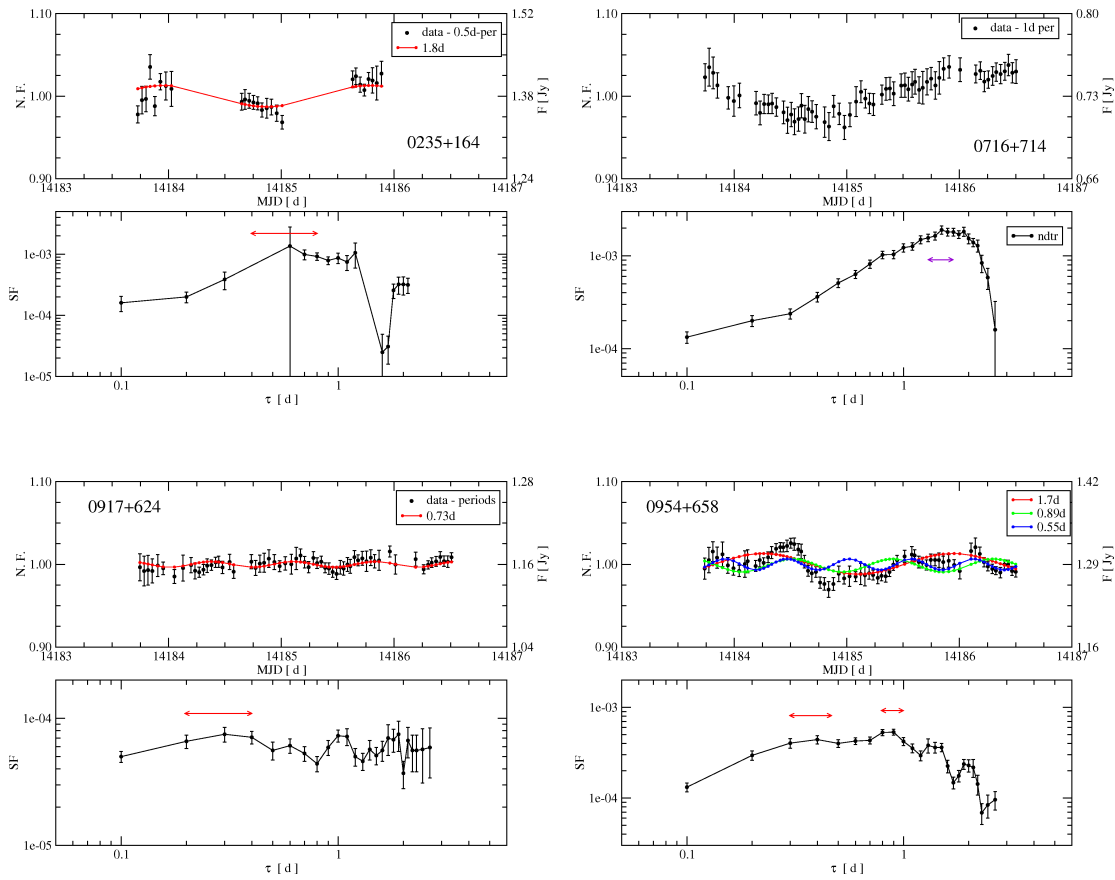 1.10
1.00
0.90
N. F.
1.52
1.38
1.24
F [ Jy ]
data - 0.5d-per
1.8d
0235+164
14183 14184 14185 14186 14187
MJD [ d ]
1e-03
1e-04
1e-05
SF
0.1 1
τ [ d ]
1.10
1.00
0.90
N. F.
0.80
0.73
0.66
F [ Jy ]
data - 1d per
0716+714
14183 14184 14185 14186 14187
MJD [ d ]
1e-03
1e-04
SF
ndtr
0.1 1
τ [ d ]
1.10
1.00
0.90
N. F.
1.28
1.16
1.04
F [ Jy ]
0917+624
data - periods
0.73d
14183 14184 14185 14186 14187
MJD [ d ]
1e-04
1e-05
SF
0.1 1
τ [ d ]
1.10
1.00
0.90
N. F.
1.42
1.29
1.16
F [ Jy ]
0954+658
1.7d
0.89d
0.55d
14183 14184 14185 14186 14187
MJD [ d ]
1e-03
1e-04
SF
0.1 1
τ [ d ]